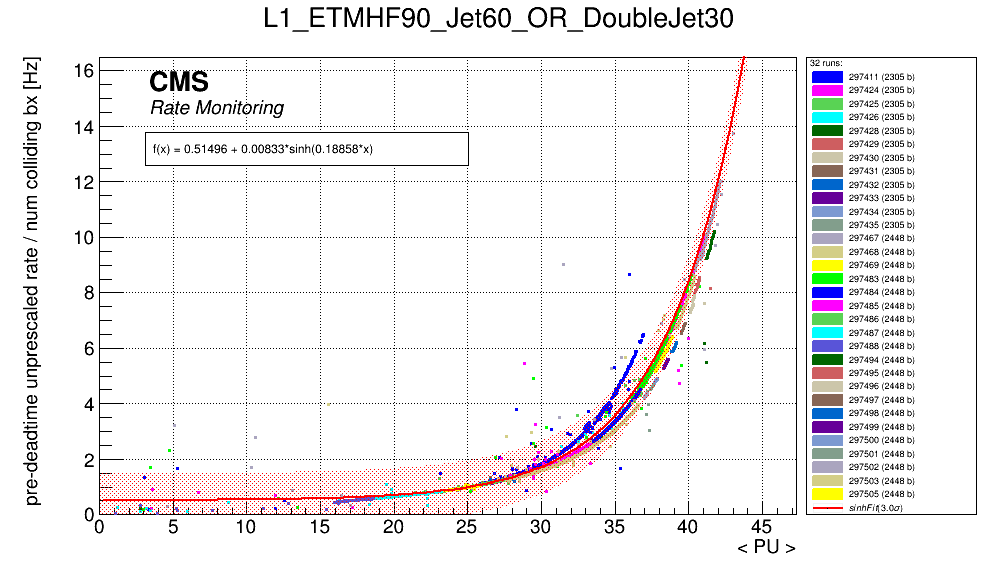 L1_ETMHF90_Jet60_OR_DoubleJet30
pre-deadtime unprescaled rate / num colliding bx [Hz]
CMS
Rate Monitoring
f(x) = 0.51496 + 0.00833*sinh(0.18858*x)
16
14
12
10
8
6
4
2
0
0 5 10 15 20 25 30 35 40 45
< PU >
32 runs:
297411 (2305 b)
297424 (2305 b)
297425 (2305 b)
297426 (2305 b)
297428 (2305 b)
297429 (2305 b)
297430 (2305 b)
297431 (2305 b)
297432 (2305 b)
297433 (2305 b)
297434 (2305 b)
297435 (2305 b)
297467 (2448 b)
297468 (2448 b)
297469 (2448 b)
297483 (2448 b)
297484 (2448 b)
297485 (2448 b)
297486 (2448 b)
297487 (2448 b)
297488 (2448 b)
297494 (2448 b)
297495 (2448 b)
297496 (2448 b)
297497 (2448 b)
297498 (2448 b)
297499 (2448 b)
297500 (2448 b)
297501 (2448 b)
297502 (2448 b)
297503 (2448 b)
297505 (2448 b)
sinhFit(3.0σ)